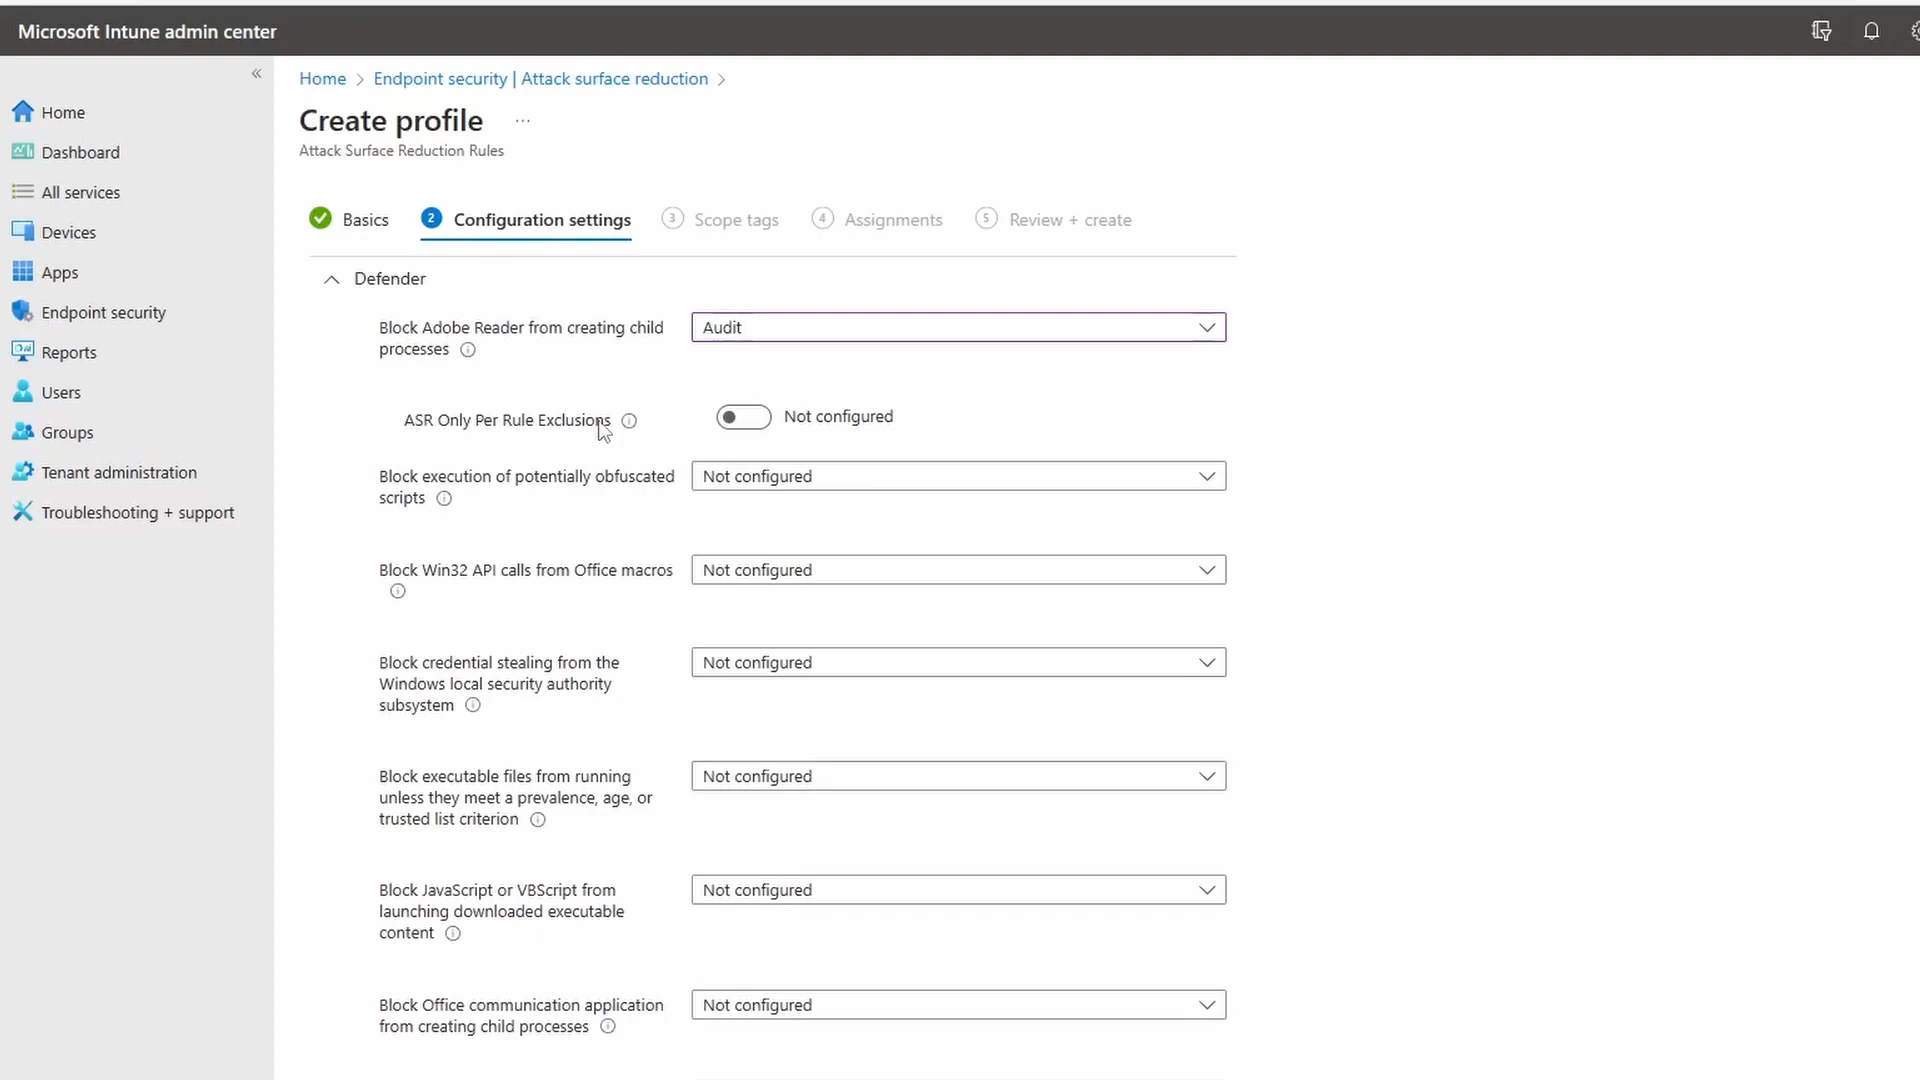 Microsoft Intune admin center
Home
Dashboard
All services
Devices
Apps
Endpoint security
Reports
Users
Groups
Tenant administration
Troubleshooting + support
Home > Endpoint security | Attack surface reduction >
Create profile ...
Attack Surface Reduction Rules
Basics 2 Configuration settings 3 Scope tags 4 Assignments 5 Review + create
Defender
Block Adobe Reader from creating child
processes
Audit
ASR Only Per Rule Exclusions
Not configured
Block execution of potentially obfuscated
scripts
Not configured
Block Win32 API calls from Office macros
Not configured
Block credential stealing from the
Windows local security authority
subsystem
Not configured
Block executable files from running
unless they meet a prevalence, age, or
trusted list criterion
Not configured
Block JavaScript or VBScript from
launching downloaded executable
content
Not configured
Block Office communication application
from creating child processes
Not configured